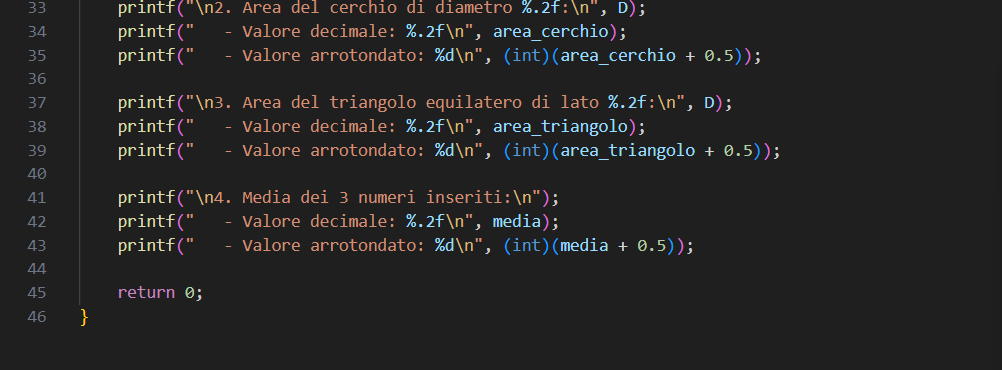 33 printf("\n2. Area del cerchio di diametro %.2f:\n", D);
34 printf("   - Valore decimale: %.2f\n", area_cerchio);
35 printf("   - Valore arrotondato: %d\n", (int)(area_cerchio + 0.5));
36
37 printf("\n3. Area del triangolo equilatero di lato %.2f:\n", D);
38 printf("   - Valore decimale: %.2f\n", area_triangolo);
39 printf("   - Valore arrotondato: %d\n", (int)(area_triangolo + 0.5));
40
41 printf("\n4. Media dei 3 numeri inseriti:\n");
42 printf("   - Valore decimale: %.2f\n", media);
43 printf("   - Valore arrotondato: %d\n", (int)(media + 0.5));
44
45 return 0;
46 }